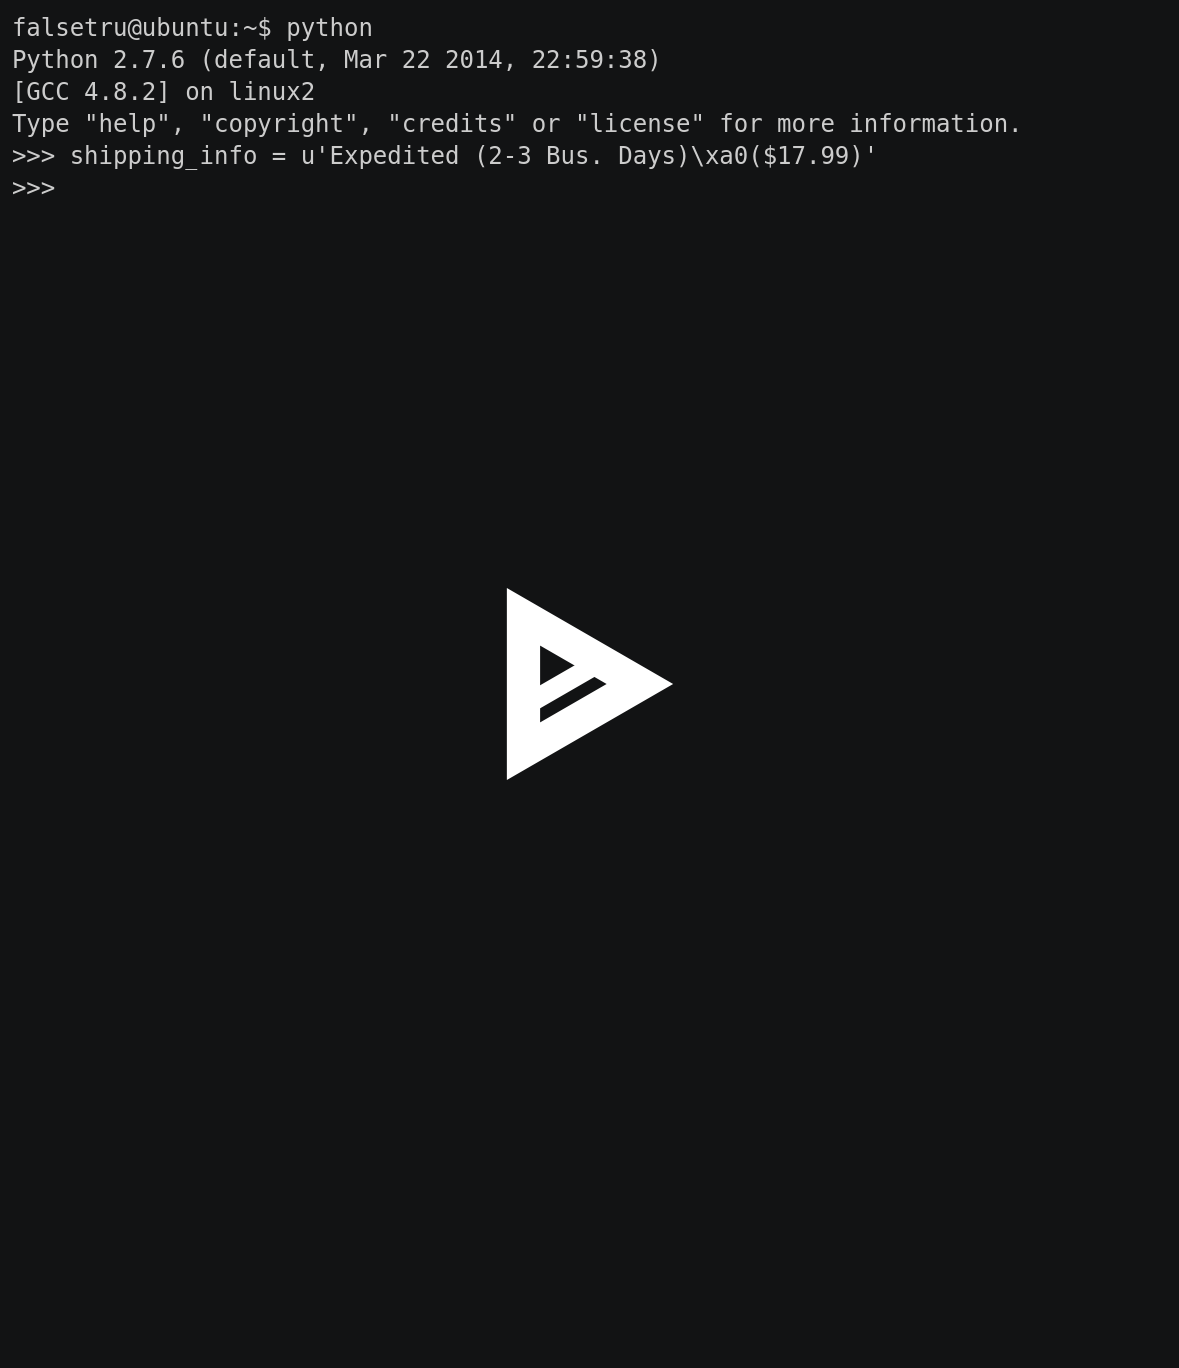 falsetru@ubuntu:~$ python
Python 2.7.6 (default, Mar 22 2014, 22:59:38)
[GCC 4.8.2] on linux2
Type "help", "copyright", "credits" or "license" for more information.
>>> shipping_info = u'Expedited (2-3 Bus. Days)\xa0($17.99)'
>>>